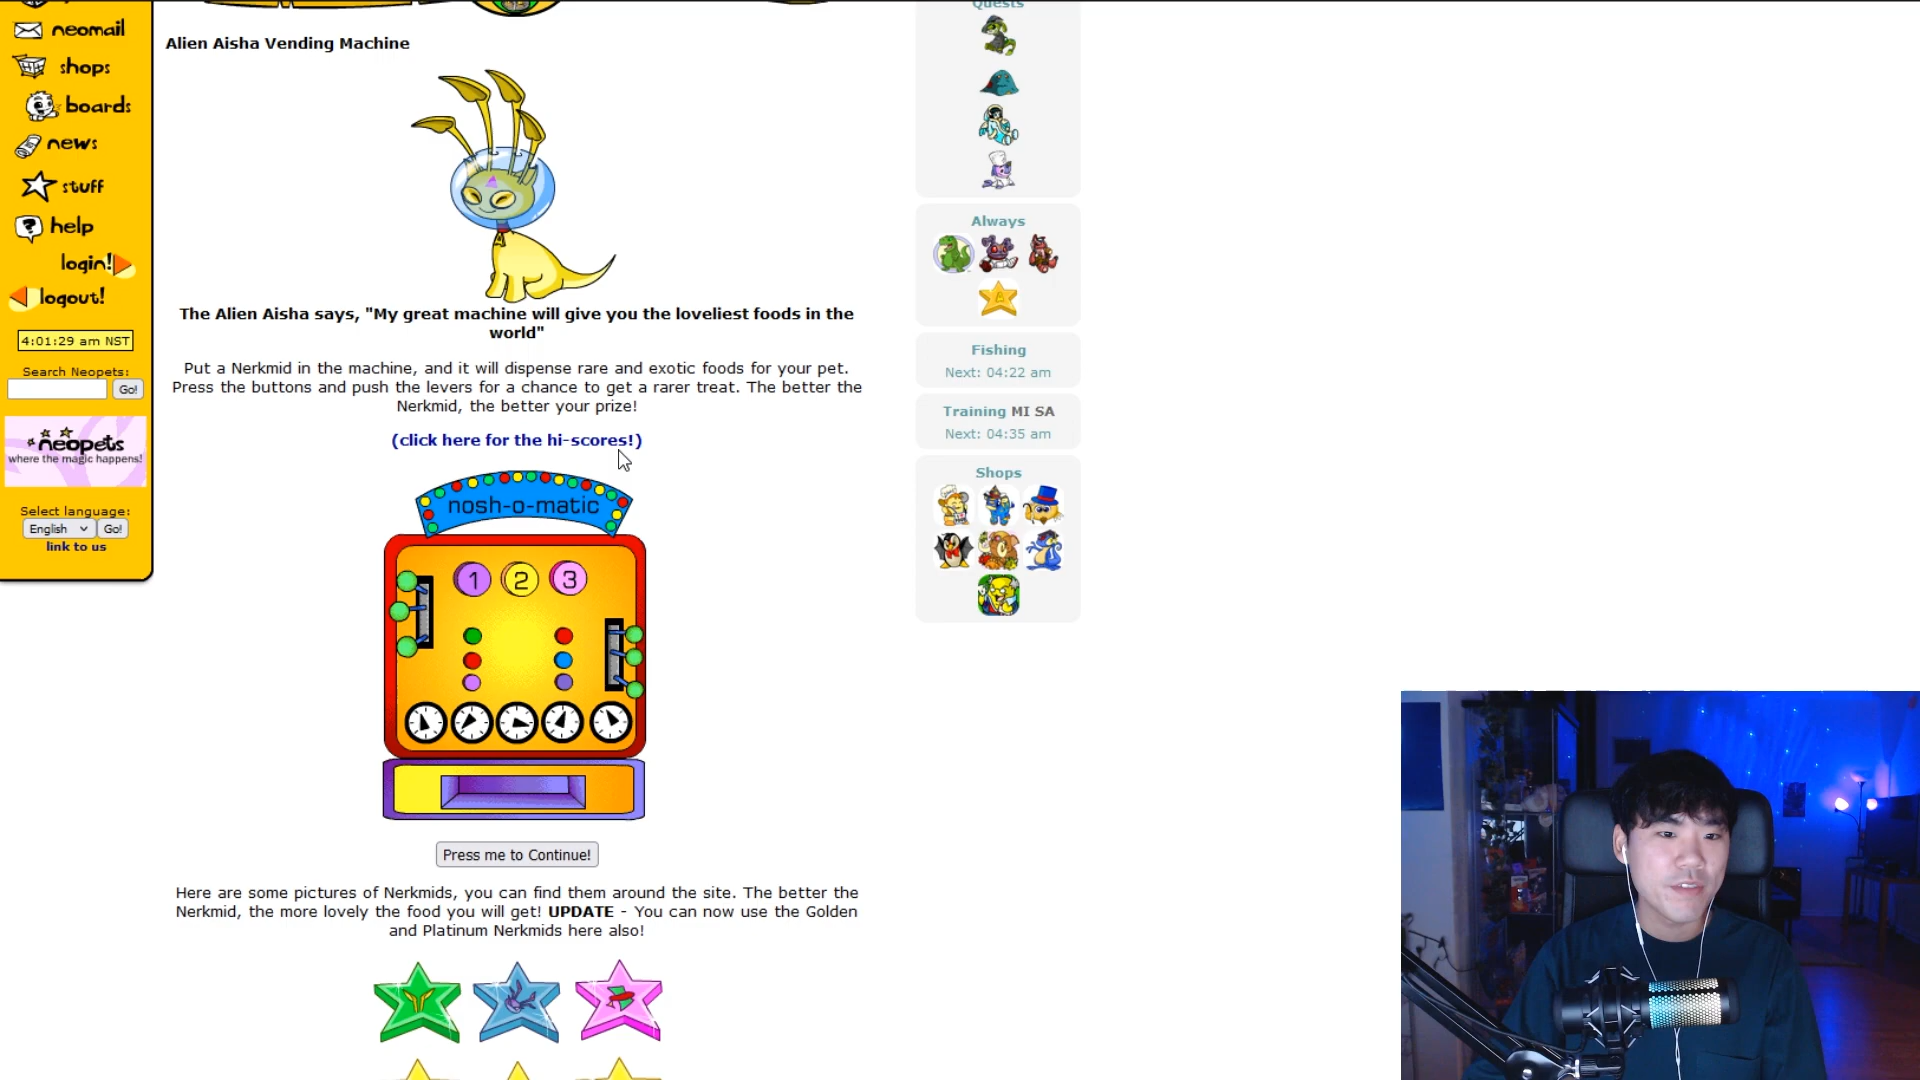 neomail
shops
boards
news
stuff
help
login!
logout!
4:01:29 am NST
Search Neopets:
Go!
neopets
where the magic happens!
Select language:
English Go!
link to us
Alien Aisha Vending Machine
The Alien Aisha says, "My great machine will give you the loveliest foods in the
world"
Put a Nerkmid in the machine, and it will dispense rare and exotic foods for your pet.
Press the buttons and push the levers for a chance to get a rarer treat. The better the
Nerkmid, the better your prize!
(click here for the hi-scores!)
nosh-o-matic
1 2 3
Press me to Continue!
Here are some pictures of Nerkmids, you can find them around the site. The better the
Nerkmid, the more lovely the food you will get! UPDATE - You can now use the Golden
and Platinum Nerkmids here also!
Quests
Always
Fishing
Next: 04:22 am
Training MI SA
Next: 04:35 am
Shops